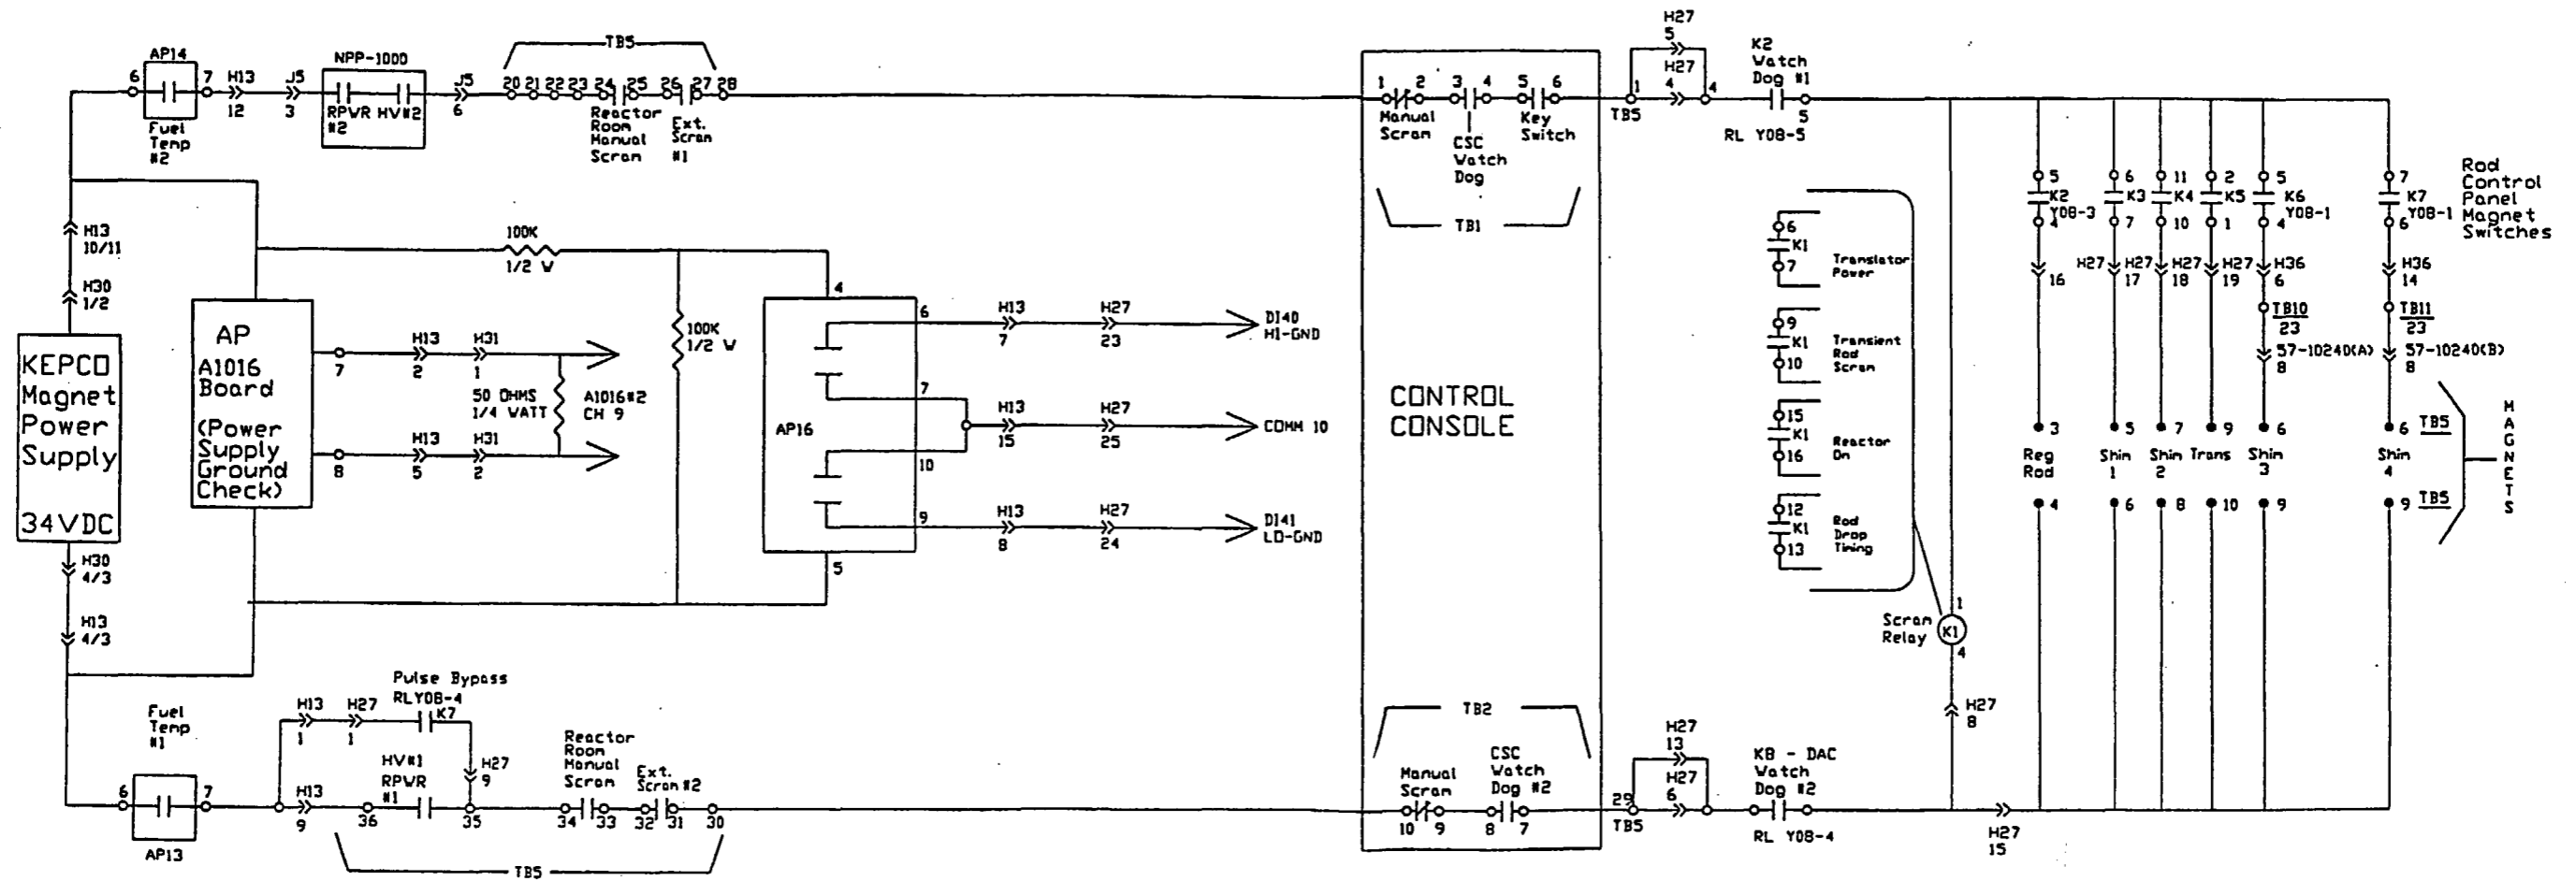 AP14
6
7
Fuel
Temp
#2
H13
12
J5
3
NPP-1000
RPWR HV#2
#2
J5
6
TB5
20 21 22 23 24 25 26 27 28
Reactor
Room
Manual
Scram
Ext.
Scram
#1
1 2 3 4 5 6
Manual
Scram
CSC
Watch
Dog
Key
Switch
TB1
H27
5
H27
4
1
4
TB5
K2
Watch
Dog #1
5
RL Y08-5
H13
10/11
H30
1/2
KEPCO
Magnet
Power
Supply
34VDC
H30
4/3
H13
4/3
AP
A1016
Board
(Power
Supply
Ground
Check)
7
8
H13
2
H31
1
50 OHMS
1/4 WATT
A1016#2
CH 9
H13
5
H31
2
100K
1/2 W
100K
1/2 W
AP16
4
6
7
10
9
5
H13
7
H27
23
DI40
HI-GND
H13
15
H27
25
COMM 10
H13
8
H27
24
DI41
LO-GND
CONTROL
CONSOLE
6
K1
7
Translator
Power
9
K1
10
Transient
Rod
Scram
15
K1
16
Reactor
On
12
K1
13
Rod
Drop
Timing
Scram
Relay
K1
1
4
H27
8
5
K2
Y08-3
4
16
6
K3
7
H27
17
11
K4
10
H27
18
2
K5
1
H27
19
5
K6
Y08-1
4
H36
6
TB10
23
57-10240(A)
8
7
K7
Y08-1
6
H36
14
TB11
23
57-10240(B)
8
Rod
Control
Panel
Magnet
Switches
3
Reg
Rod
4
5
Shim
1
6
7
Shim
2
8
9
Trans
10
6
Shim
3
9
6
TB5
Shim
4
9
TB5
MAGNETS
Fuel
Temp
#1
6
7
AP13
Pulse Bypass
RLY08-4
K7
H13
1
H27
1
H27
9
H13
9
HV#1
RPWR
#1
36
35
Reactor
Room
Manual
Scram
Ext.
Scram #2
34 33 32 31 30
TB5
TB2
Manual
Scram
CSC
Watch
Dog #2
10 9 8 7
H27
13
H27
6
29
TB5
K8 - DAC
Watch
Dog #2
RL Y08-4
H27
15